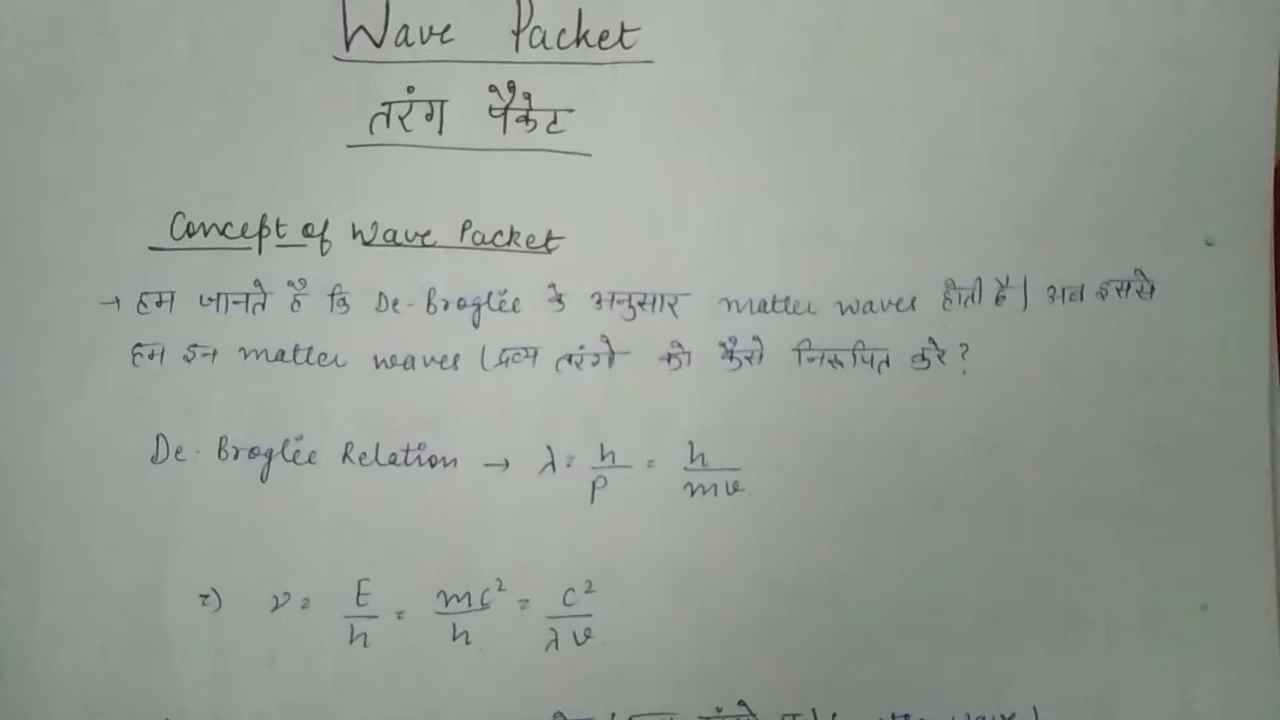 Wave Packet
तरंग पैकेट
Concept of Wave Packet
→ हम जानते है कि De-Broglie के अनुसार matter waves होती है। अब इससे
हम इन matter waves (द्रव्य तरंगो को कैसे निरूपित करे?
De-Broglie Relation → λ = h/p = h/mv
⇒) ν = E/h = mc²/h = c²/λv